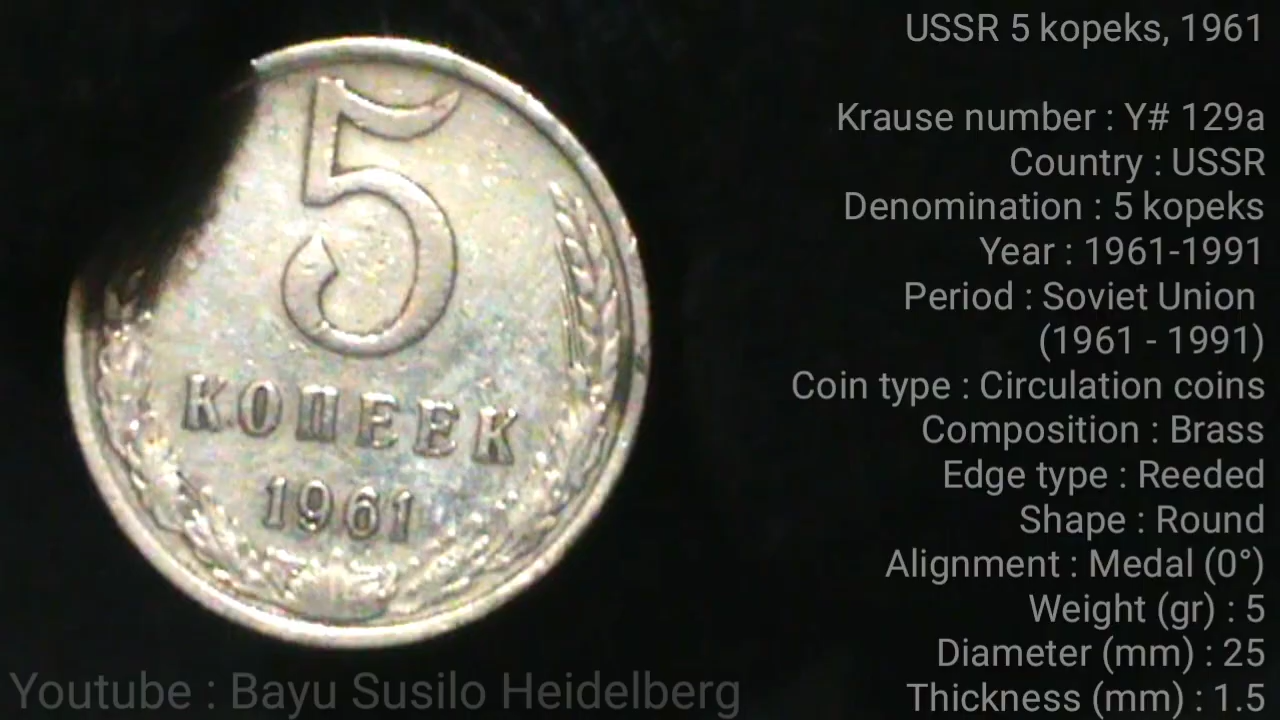 5
КОПЕЕК
1961
USSR 5 kopeks, 1961
Krause number : Y# 129a
Country : USSR
Denomination : 5 kopeks
Year : 1961-1991
Period : Soviet Union
(1961 - 1991)
Coin type : Circulation coins
Composition : Brass
Edge type : Reeded
Shape : Round
Alignment : Medal (0°)
Weight (gr) : 5
Diameter (mm) : 25
Thickness (mm) : 1.5
Youtube : Bayu Susilo Heidelberg